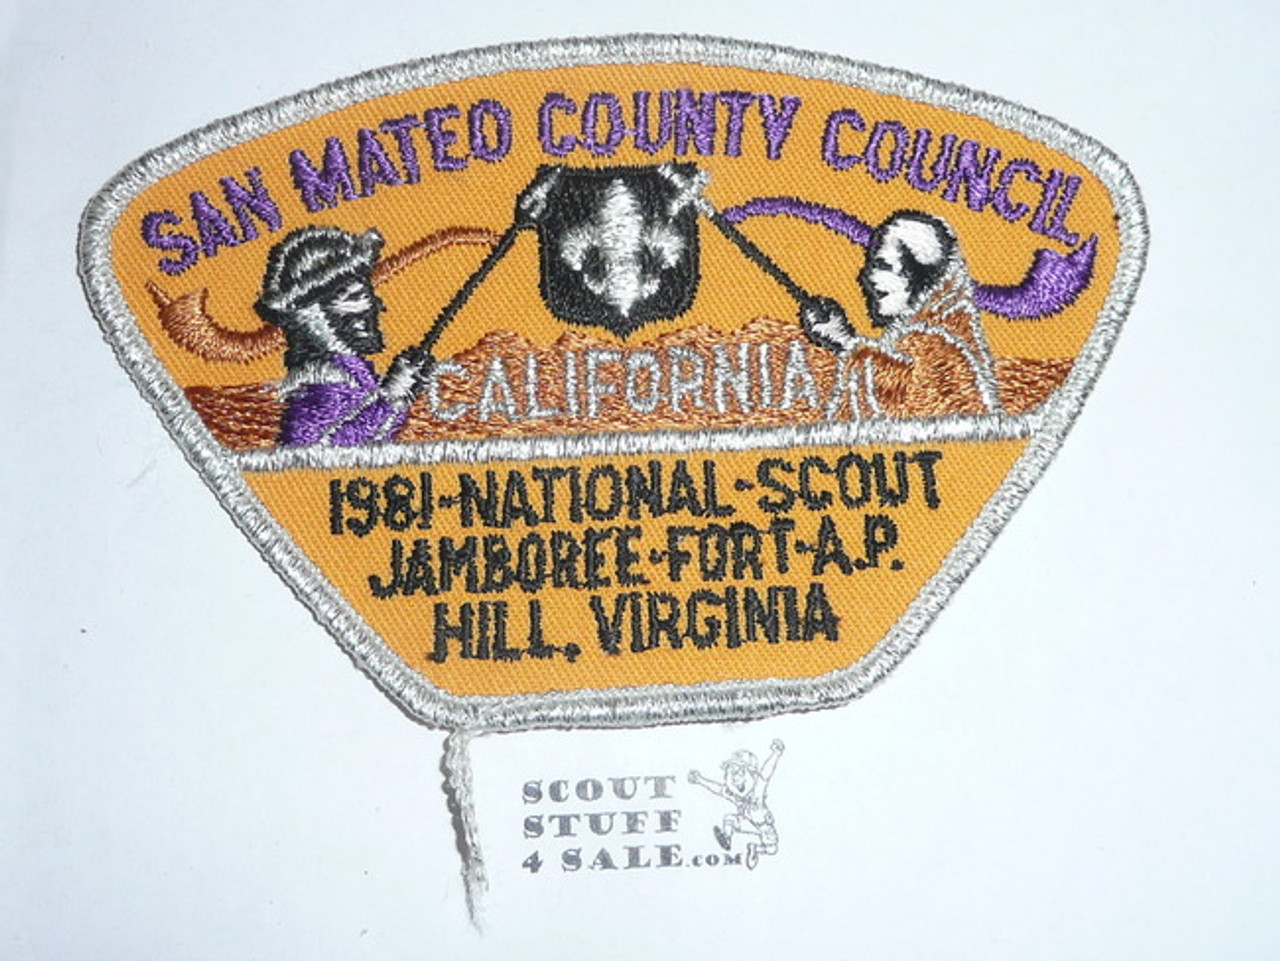 SAN MATEO COUNTY COUNCIL
CALIFORNIA
1981-NATIONAL-SCOUT
JAMBOREE-FORT-A.P.
HILL, VIRGINIA
SCOUT
STUFF
4 SALE.COM